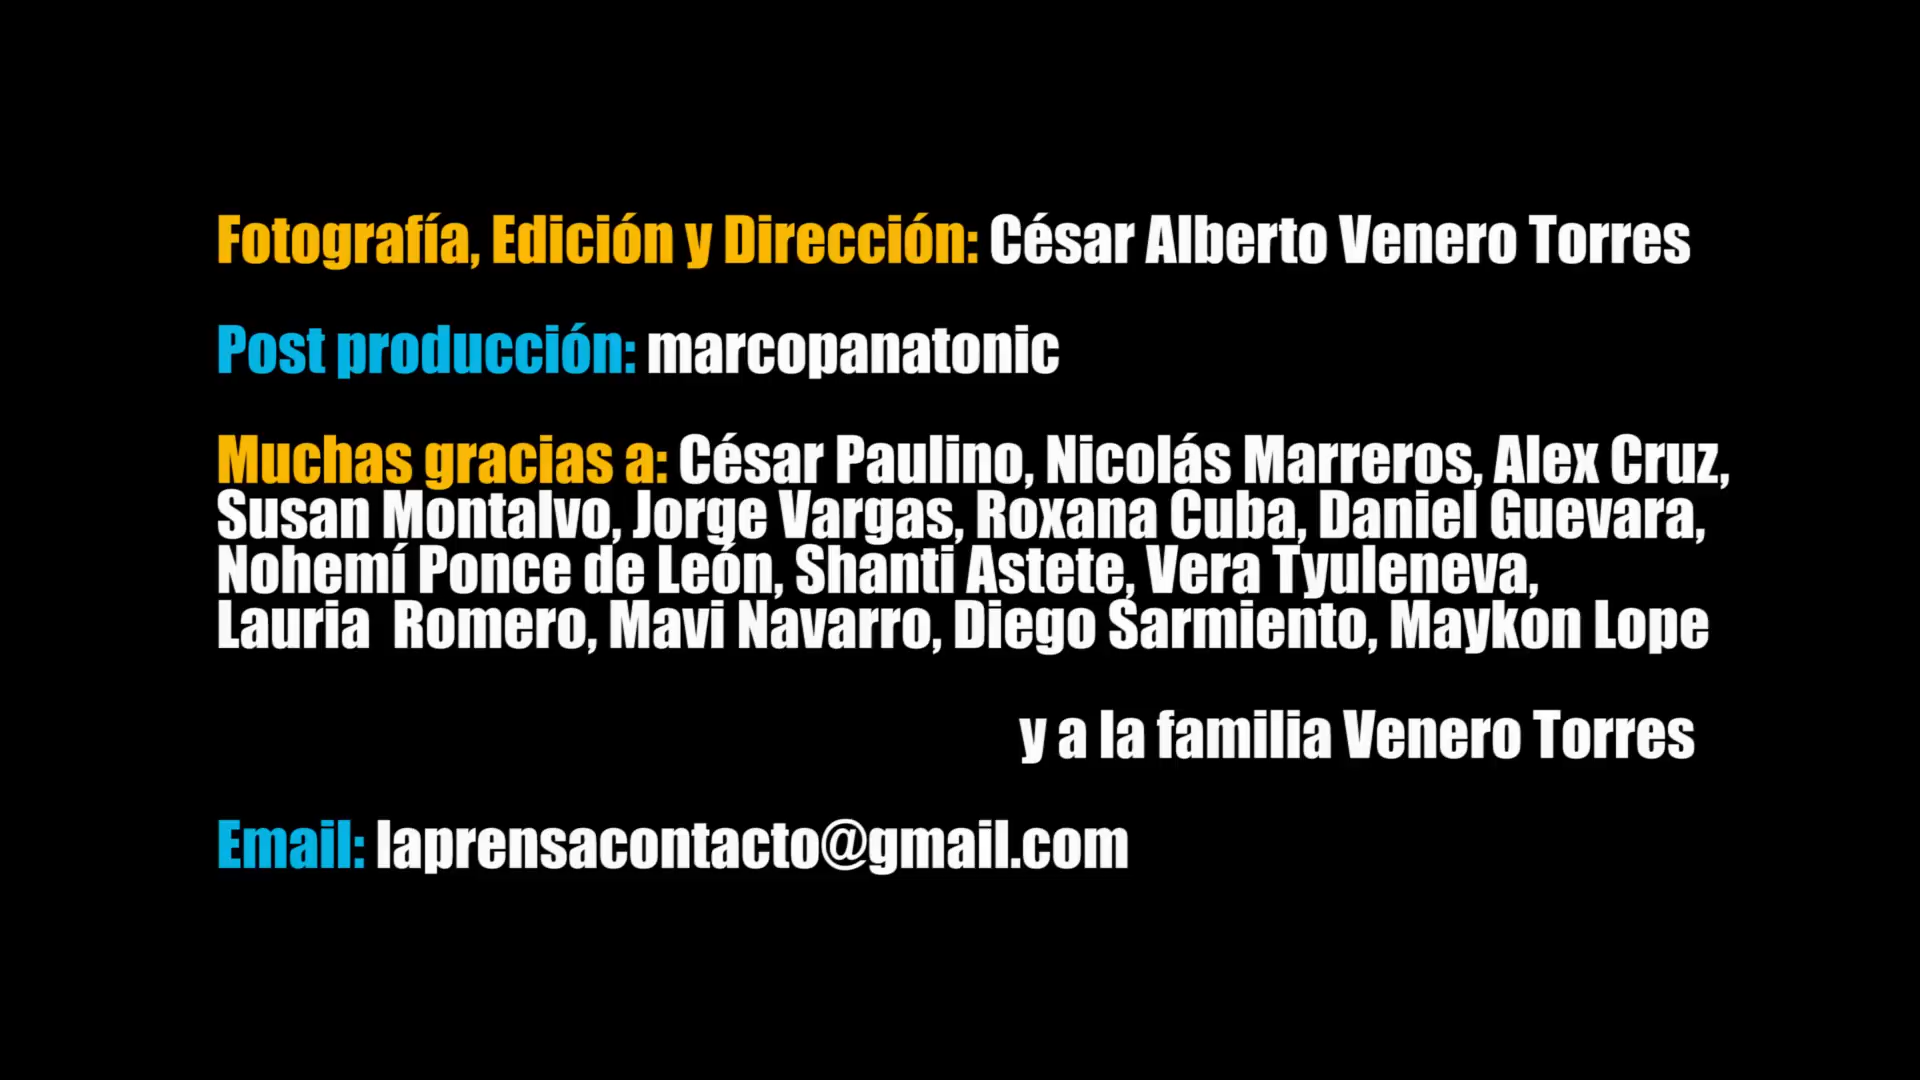 Fotografía, Edición y Dirección: César Alberto Venero Torres
Post producción: marcopanatonic
Muchas gracias a: César Paulino, Nicolás Marreros, Alex Cruz,
Susan Montalvo, Jorge Vargas, Roxana Cuba, Daniel Guevara,
Nohemí Ponce de León, Shanti Astete, Vera Tyuleneva,
Lauria  Romero, Mavi Navarro, Diego Sarmiento, Maykon Lope
y a la familia Venero Torres
Email: laprensacontacto@gmail.com